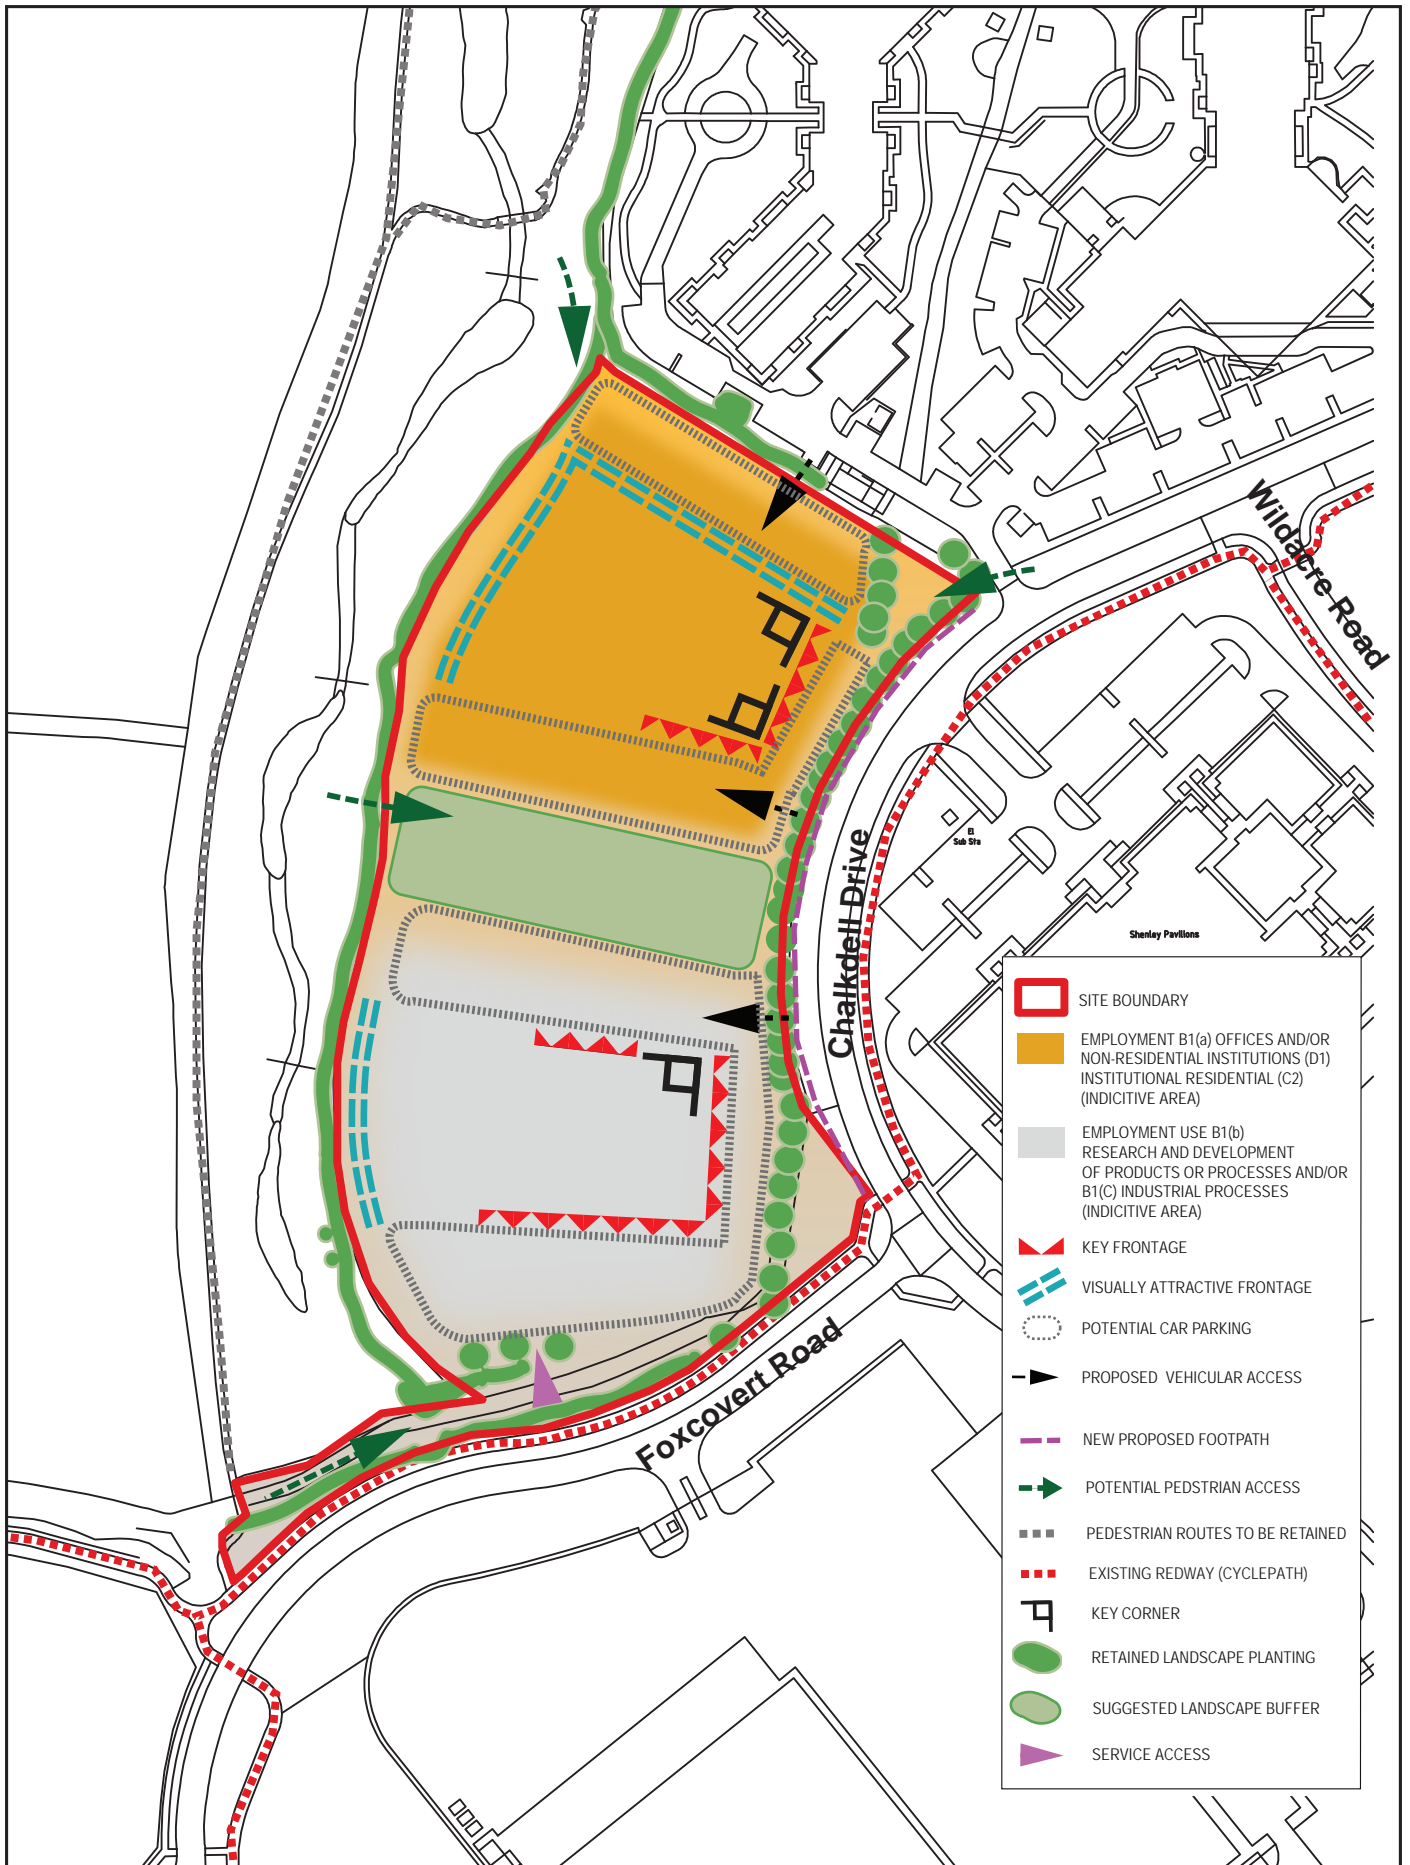 Wildacre Road
El
Sub Sta
Chalkdell Drive
Shenley Pavilions
Foxcovert Road
SITE BOUNDARY
EMPLOYMENT B1(a) OFFICES AND/OR
NON-RESIDENTIAL INSTITUTIONS (D1)
INSTITUTIONAL RESIDENTIAL (C2)
(INDICITIVE AREA)
EMPLOYMENT USE B1(b)
RESEARCH AND DEVELOPMENT
OF PRODUCTS OR PROCESSES AND/OR
B1(C) INDUSTRIAL PROCESSES
(INDICITIVE AREA)
KEY FRONTAGE
VISUALLY ATTRACTIVE FRONTAGE
POTENTIAL CAR PARKING
PROPOSED VEHICULAR ACCESS
NEW PROPOSED FOOTPATH
POTENTIAL PEDSTRIAN ACCESS
PEDESTRIAN ROUTES TO BE RETAINED
EXISTING REDWAY (CYCLEPATH)
KEY CORNER
RETAINED LANDSCAPE PLANTING
SUGGESTED LANDSCAPE BUFFER
SERVICE ACCESS